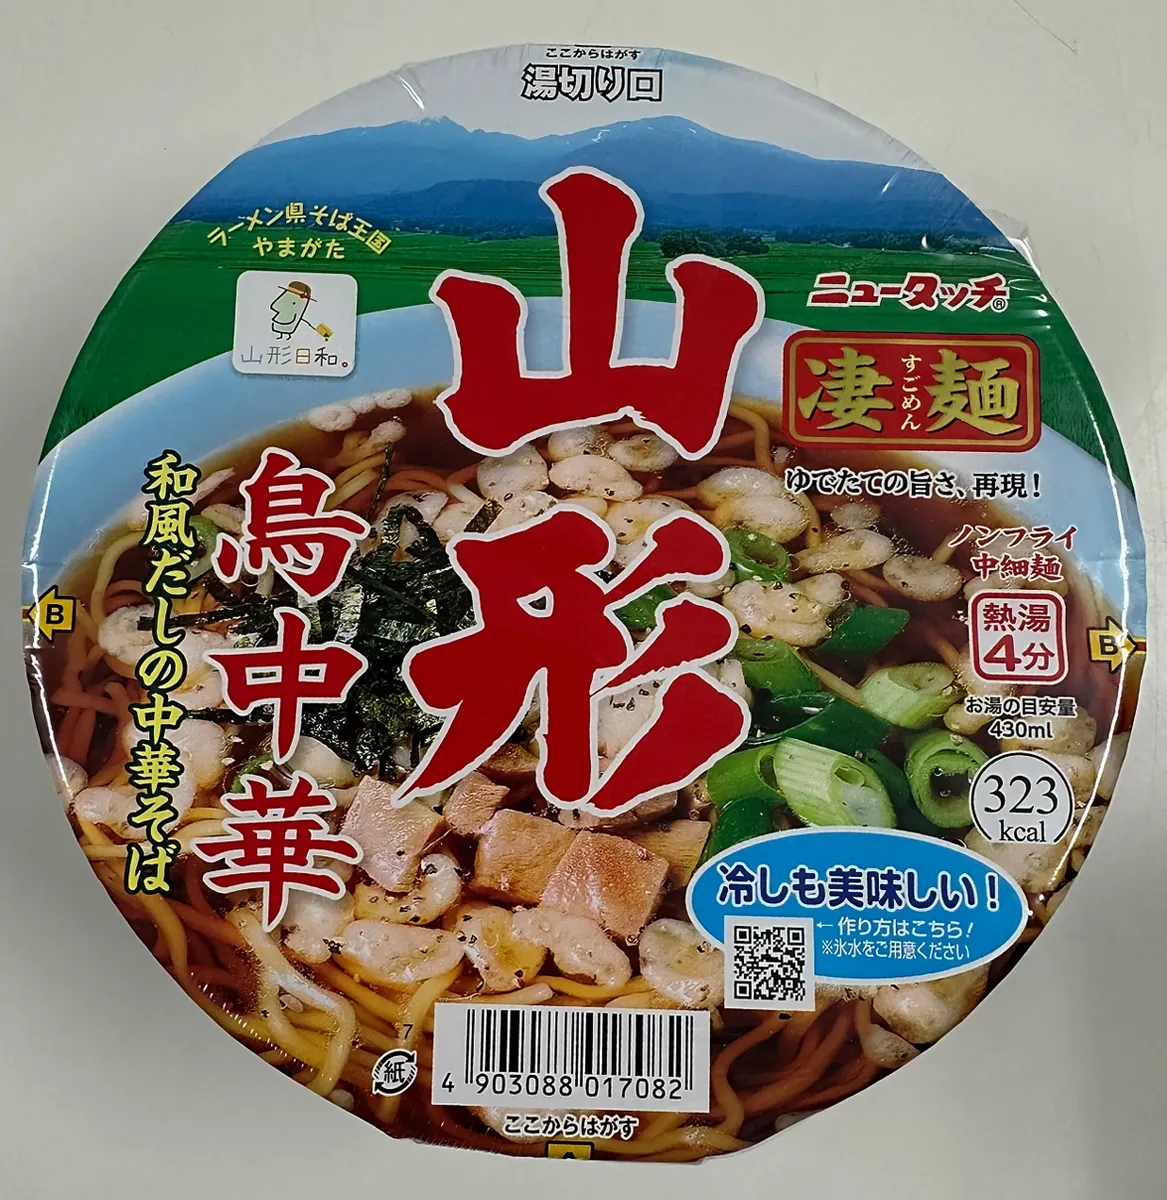 ここからはがす
湯切り口
ラーメン県そば王国
やまがた
山形日和。
山形
鳥中華
和風だしの中華そば
ニュータッチ®
凄麺
すごめん
ゆでたての旨さ、再現!
ノンフライ
中細麺
熱湯
4分
お湯の目安量
430ml
323
kcal
B
B
冷しも美味しい!
←作り方はこちら!
※氷水をご用意ください
7
紙
4 903088 017082
ここからはがす
A